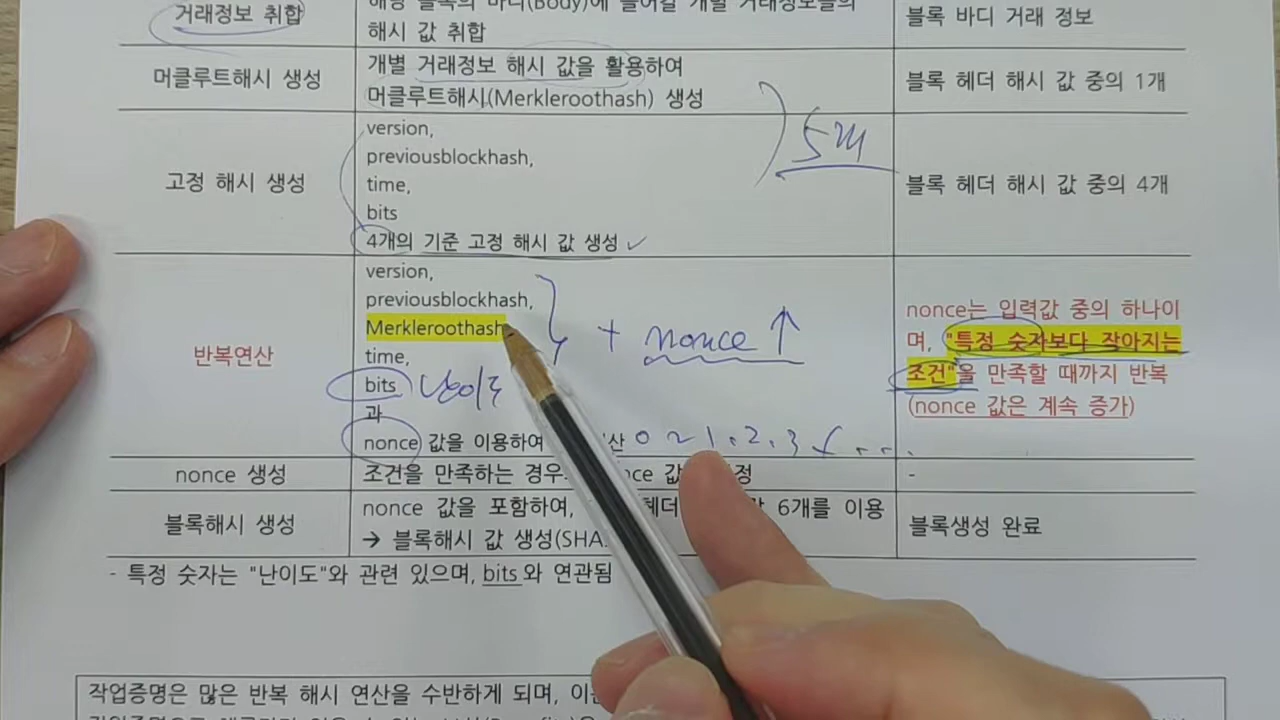 거래정보 취합
해시 값 취합
블록 바디 거래 정보
머클루트해시 생성
개별 거래정보 해시 값을 활용하여
머클루트해시(Merkleroothash) 생성
블록 헤더 해시 값 중의 1개
고정 해시 생성
version,
previousblockhash,
time,
bits
4개의 기준 고정 해시 값 생성 ✓
5개
블록 헤더 해시 값 중의 4개
반복연산
version,
previousblockhash,
Merkleroothash
time,
bits 난이도
과
nonce 값을 이용하여
+ nonce ↑
0 ~ 1. 2. 3
nonce는 입력값 중의 하나이
며, "특정 숫자보다 작아지는
조건"을 만족할 때까지 반복
(nonce 값은 계속 증가)
nonce 생성
조건을 만족하는 경우
-
블록해시 생성
nonce 값을 포함하여, 6개를 이용
→ 블록해시 값 생성(SHA
블록생성 완료
- 특정 숫자는 "난이도"와 관련 있으며, bits와 연관됨
작업증명은 많은 반복 해시 연산을 수반하게 되며,